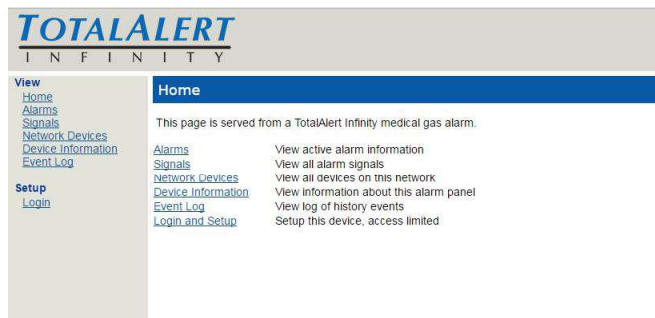 TOTALALERT
INFINITY
View
Home
Alarms
Signals
Network Devices
Device Information
Event Log
Setup
Login
Home
This page is served from a TotalAlert Infinity medical gas alarm.
Alarms View active alarm information
Signals View all alarm signals
Network Devices View all devices on this network
Device Information View information about this alarm panel
Event Log View log of history events
Login and Setup Setup this device, access limited